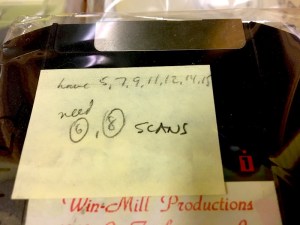 have 5,7,9,11,12,14,15
need
6, 8 SCANS
i
Win-Mill Productions